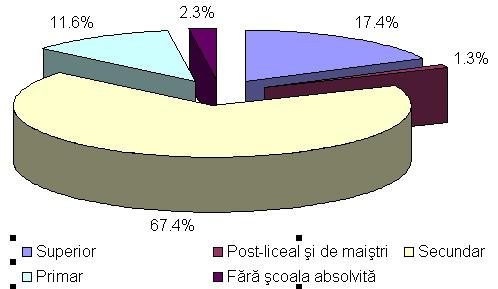 2.3%
11.6%
17.4%
1.3%
67.4%
Superior Post-liceal şi de maiştri Secundar
Primar Fără şcoala absolvită